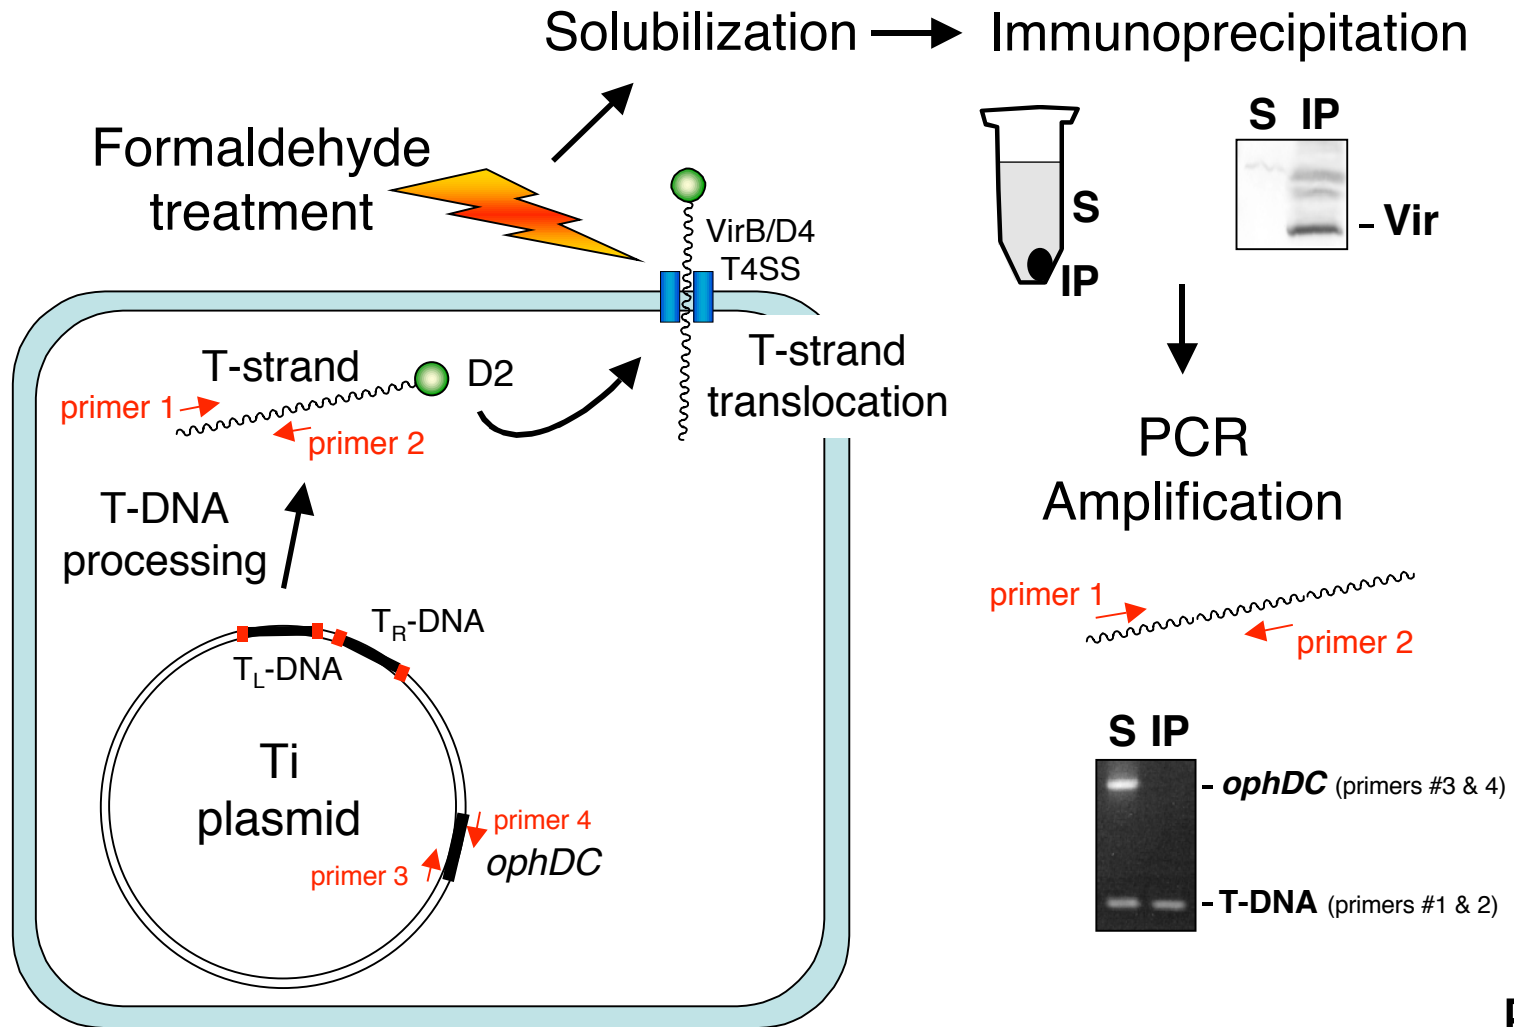 Solubilization
Immunoprecipitation
Formaldehyde
treatment
S
IP
S IP
- Vir
VirB/D4
T4SS
T-strand
translocation
T-strand
D2
primer 1
primer 2
T-DNA
processing
TR-DNA
TL-DNA
Ti
plasmid
primer 4
primer 3
ophDC
PCR
Amplification
primer 1
primer 2
S IP
- ophDC (primers #3 & 4)
- T-DNA (primers #1 & 2)